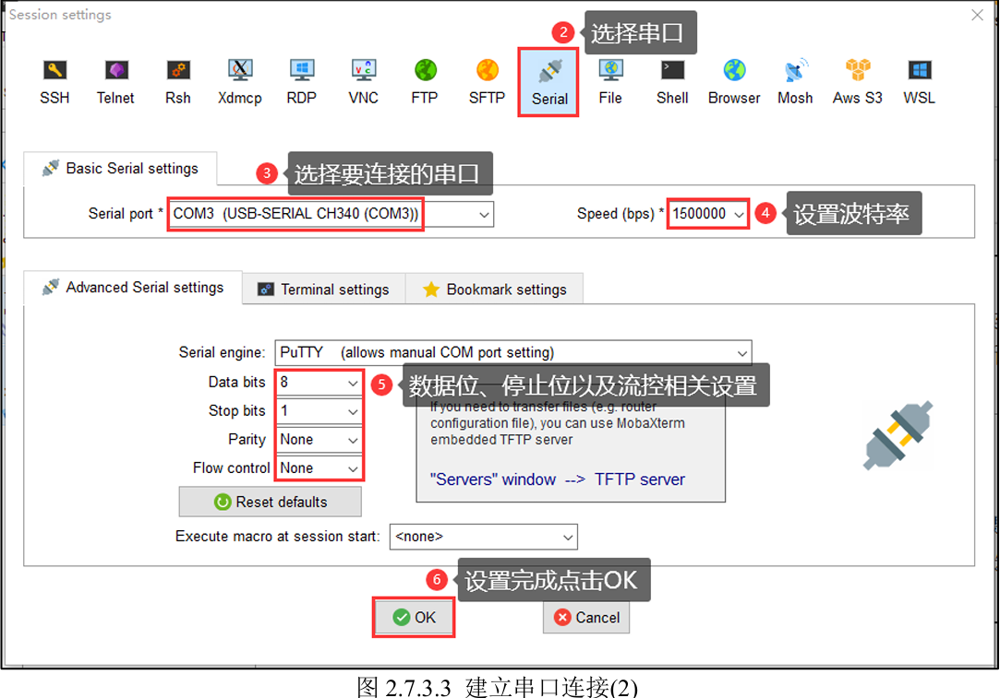 Session settings
2 选择串口
SSH Telnet Rsh Xdmcp RDP VNC FTP SFTP Serial File Shell Browser Mosh Aws S3 WSL
Basic Serial settings
3 选择要连接的串口
Serial port * COM3 (USB-SERIAL CH340 (COM3))
Speed (bps) * 1500000
4 设置波特率
Advanced Serial settings Terminal settings Bookmark settings
Serial engine: PuTTY (allows manual COM port setting)
Data bits 8
5 数据位、停止位以及流控相关设置
Stop bits 1
Parity None
Flow control None
If you need to transfer files (e.g. router
configuration file), you can use MobaXterm
embedded TFTP server
"Servers" window --> TFTP server
Reset defaults
Execute macro at session start: <none>
6 设置完成点击OK
OK Cancel
图 2.7.3.3 建立串口连接(2)